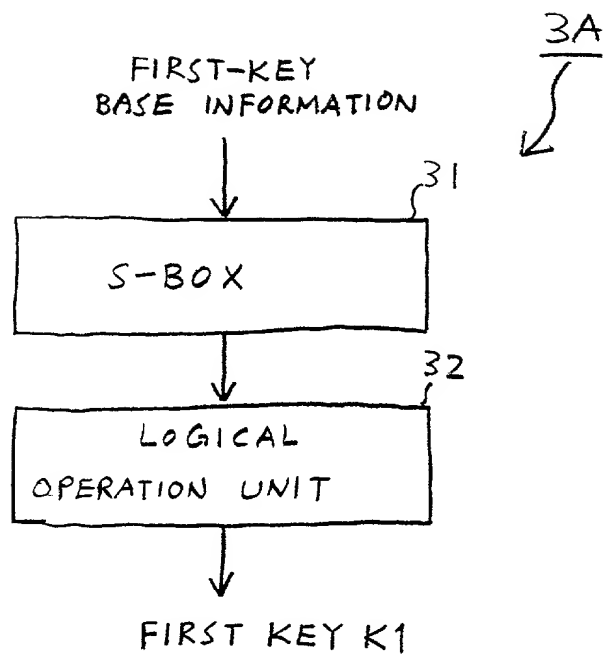 3A
FIRST-KEY
BASE INFORMATION
31
S-BOX
32
LOGICAL
OPERATION UNIT
FIRST KEY K1